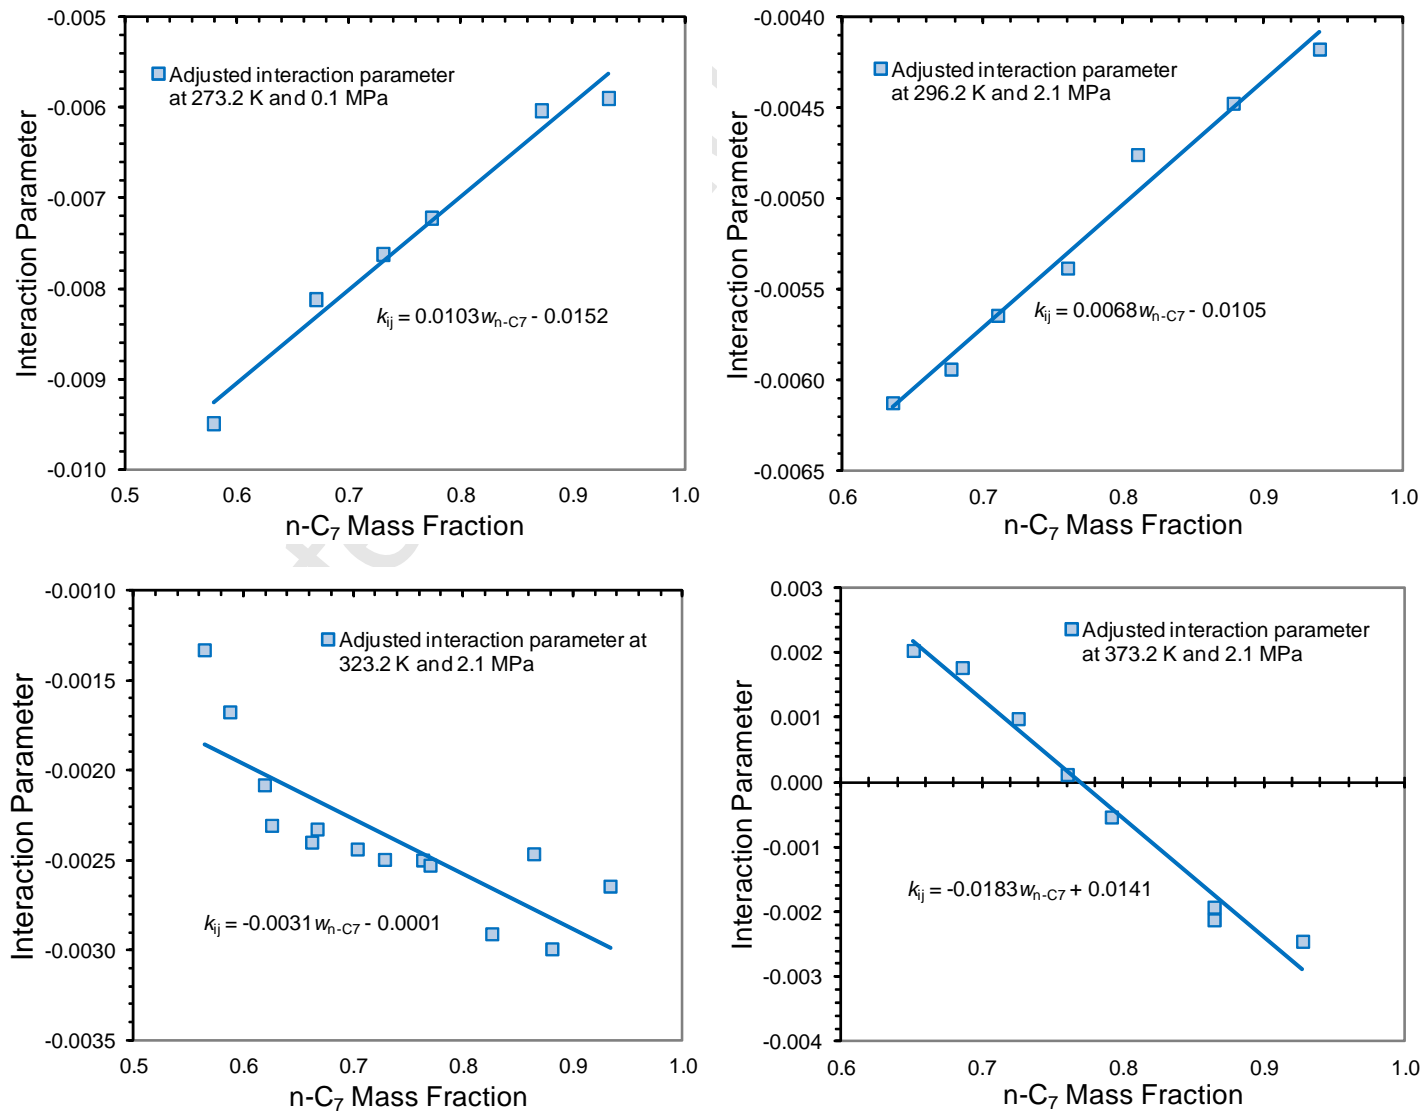 -0.005
-0.006
-0.007
-0.008
-0.009
-0.010
0.5
0.6
0.7
0.8
0.9
1.0
Interaction Parameter
n-C₇ Mass Fraction
Adjusted interaction parameter
at 273.2 K and 0.1 MPa
kᵢⱼ = 0.0103wn-C7 - 0.0152
-0.0040
-0.0045
-0.0050
-0.0055
-0.0060
-0.0065
0.6
0.7
0.8
0.9
1.0
Interaction Parameter
n-C₇ Mass Fraction
Adjusted interaction parameter
at 296.2 K and 2.1 MPa
kᵢⱼ = 0.0068wn-C7 - 0.0105
-0.0010
-0.0015
-0.0020
-0.0025
-0.0030
-0.0035
0.5
0.6
0.7
0.8
0.9
1.0
Interaction Parameter
n-C₇ Mass Fraction
Adjusted interaction parameter at
323.2 K and 2.1 MPa
kᵢⱼ = -0.0031wn-C7 - 0.0001
0.003
0.002
0.001
0.000
-0.001
-0.002
-0.003
-0.004
0.6
0.7
0.8
0.9
1.0
Interaction Parameter
n-C₇ Mass Fraction
Adjusted interaction parameter
at 373.2 K and 2.1 MPa
kᵢⱼ = -0.0183wn-C7 + 0.0141